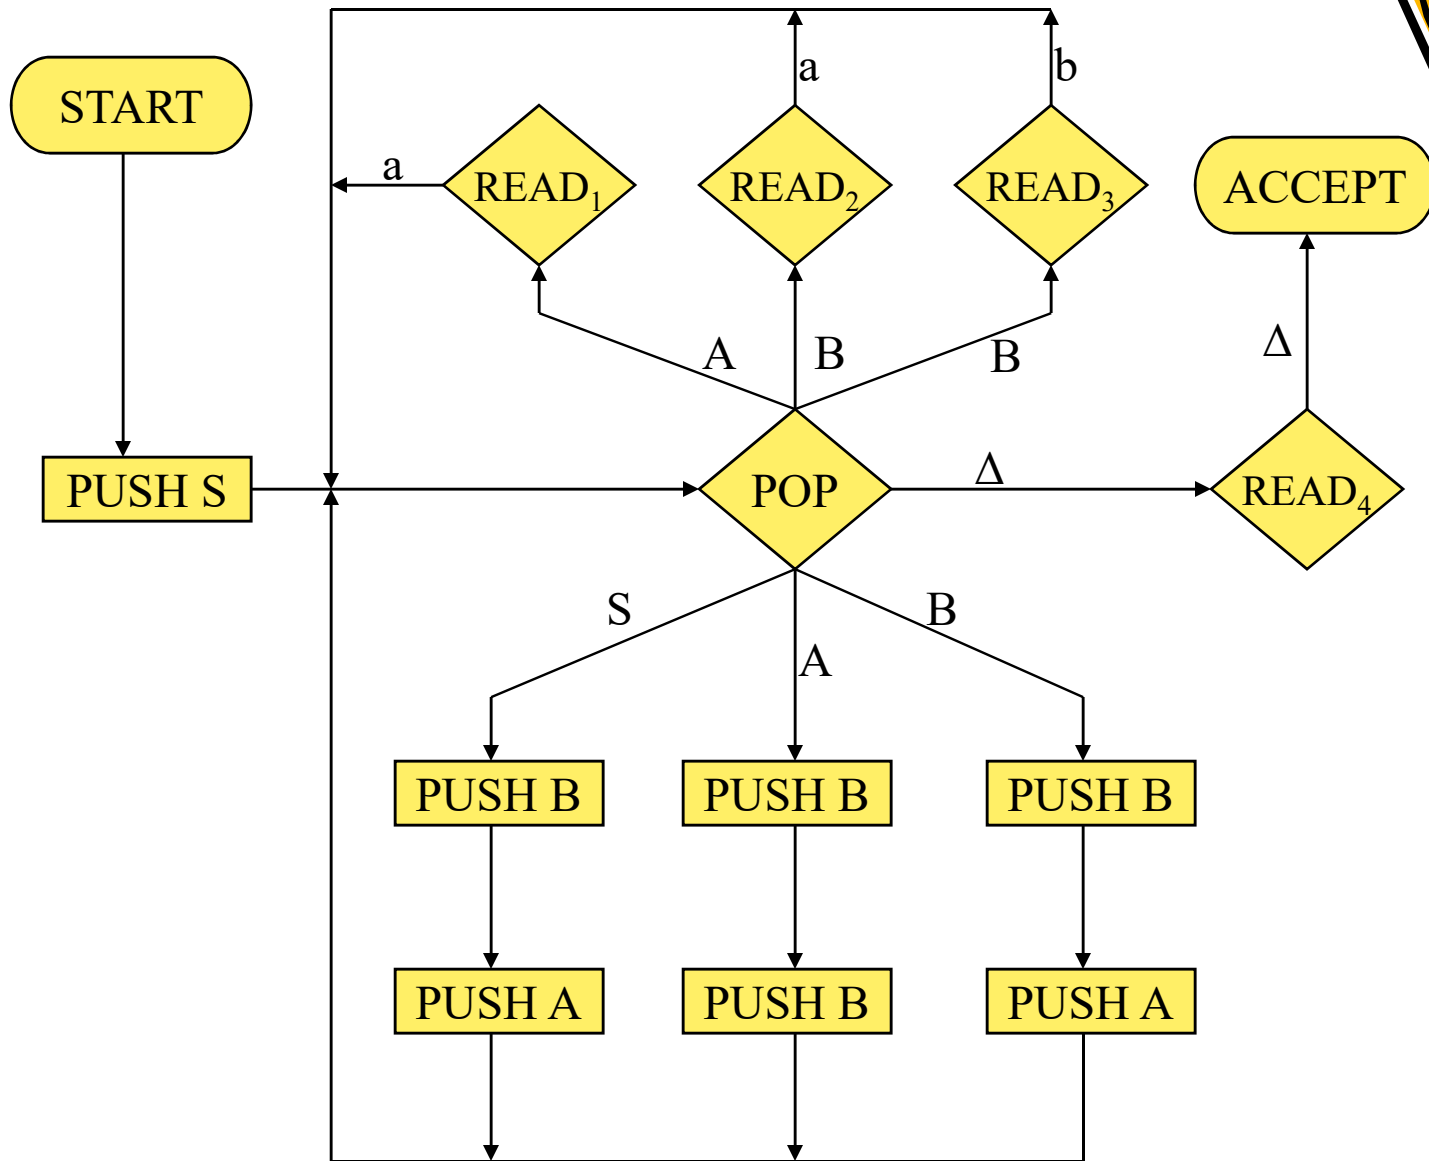 a
b
START
a
READ₁
READ₂
READ₃
ACCEPT
A
B
B
Δ
PUSH S
POP
Δ
READ₄
S
B
A
PUSH B
PUSH B
PUSH B
PUSH A
PUSH B
PUSH A